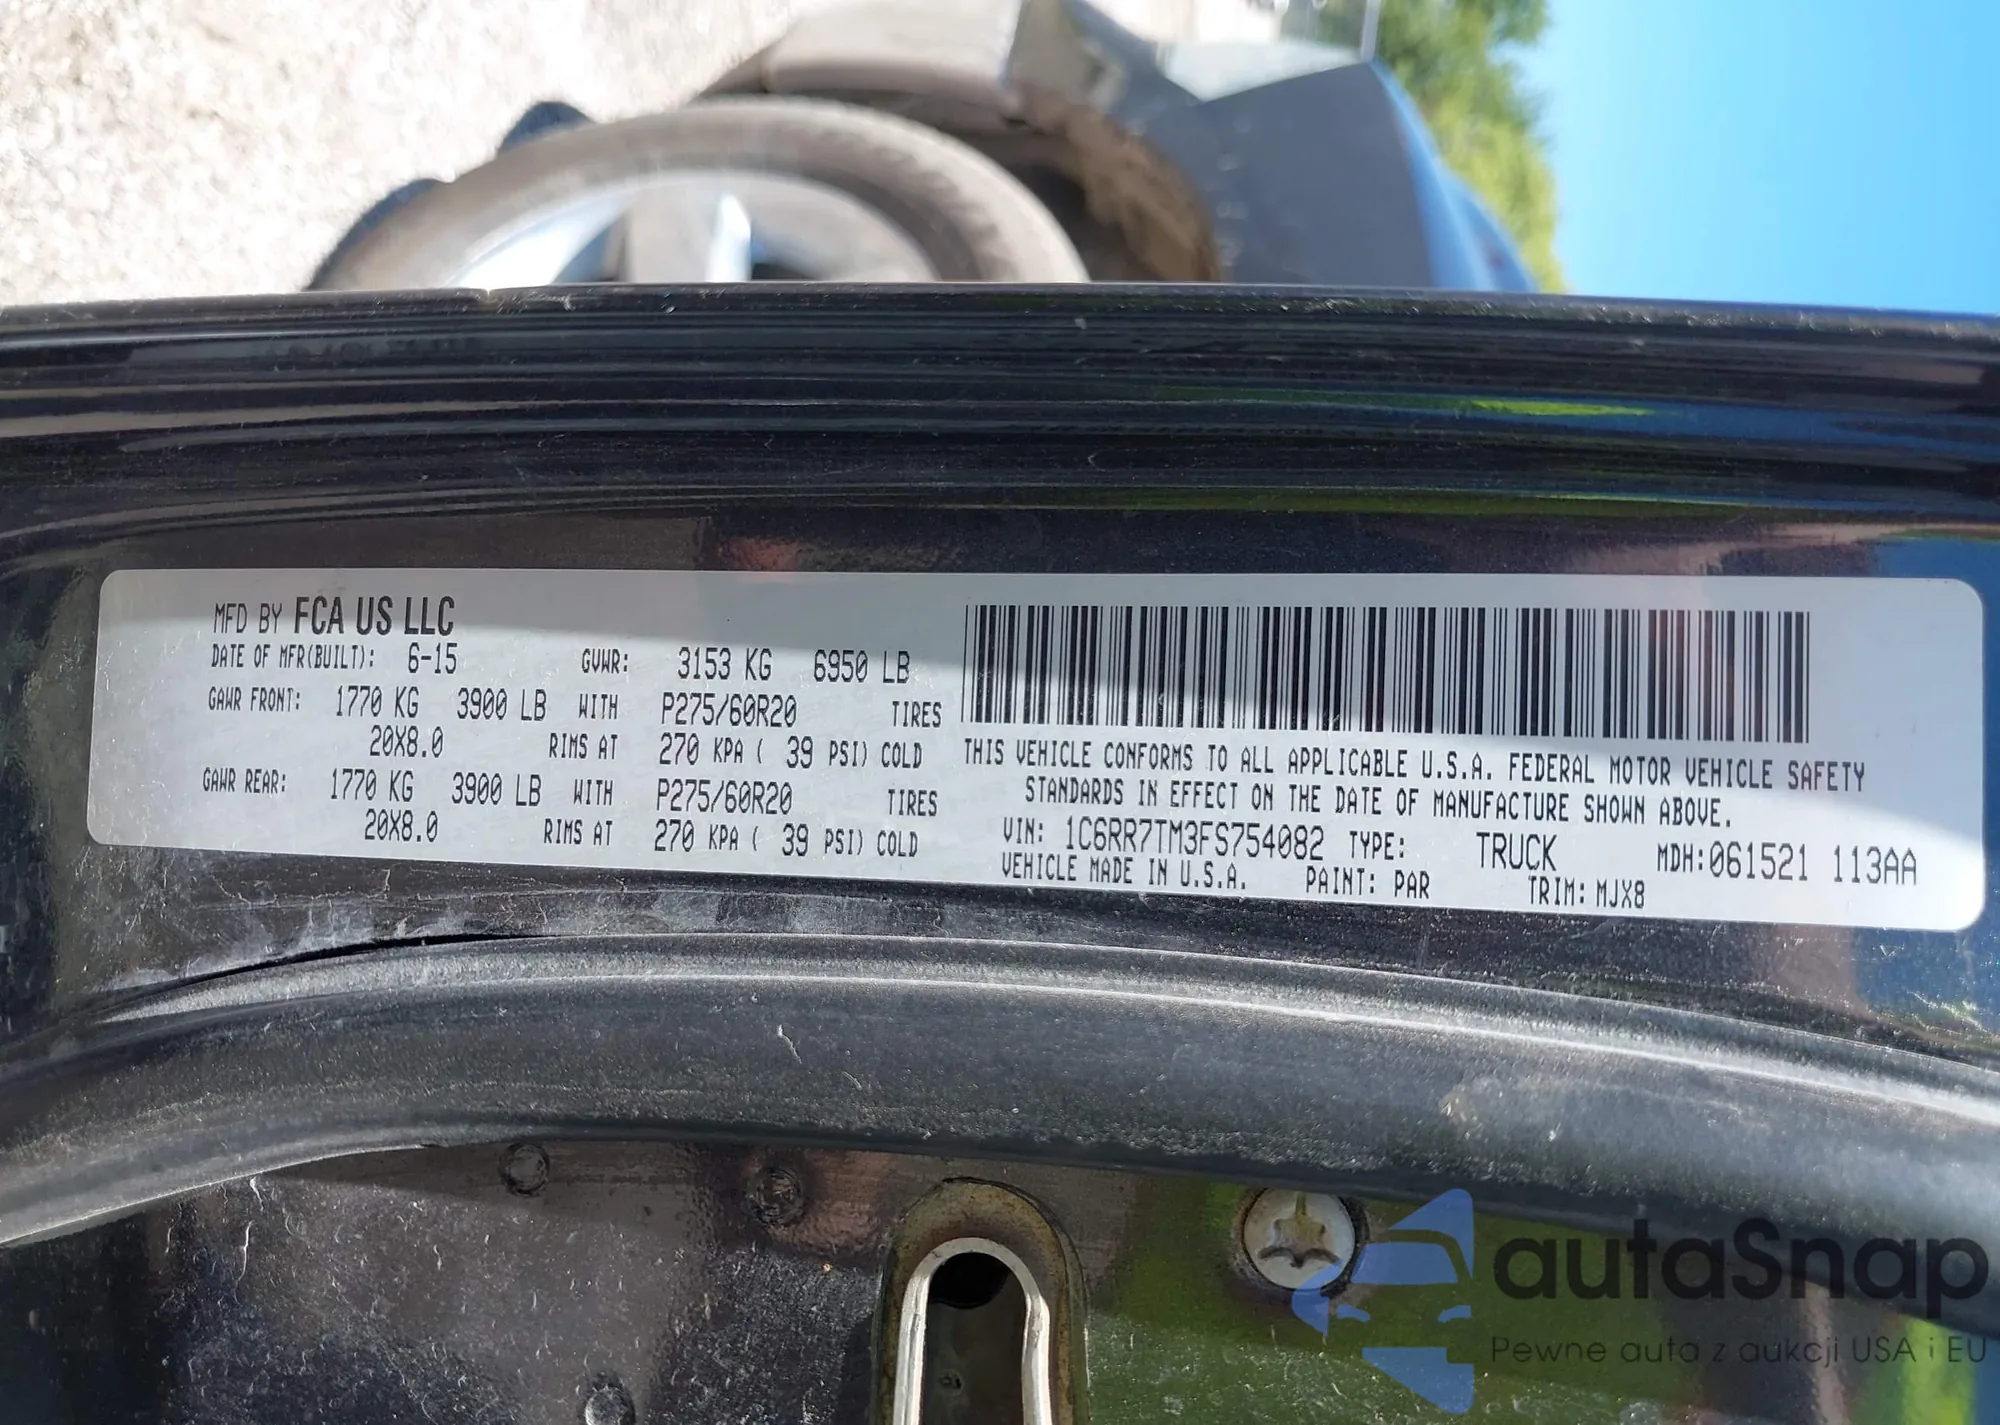 MFD BY FCA US LLC
DATE OF MFR(BUILT): 6-15 GVWR: 3153 KG 6950 LB
GAWR FRONT: 1770 KG 3900 LB WITH P275/60R20 TIRES
20X8.0 RIMS AT 270 KPA ( 39 PSI) COLD
GAWR REAR: 1770 KG 3900 LB WITH P275/60R20 TIRES
20X8.0 RIMS AT 270 KPA ( 39 PSI) COLD
THIS VEHICLE CONFORMS TO ALL APPLICABLE U.S.A. FEDERAL MOTOR VEHICLE SAFETY
STANDARDS IN EFFECT ON THE DATE OF MANUFACTURE SHOWN ABOVE.
VIN: 1C6RR7TM3FS754082 TYPE: TRUCK MDH:061521 113AA
VEHICLE MADE IN U.S.A. PAINT: PAR TRIM: MJX8
autaSnap
Pewne auta z aukcji USA i EU